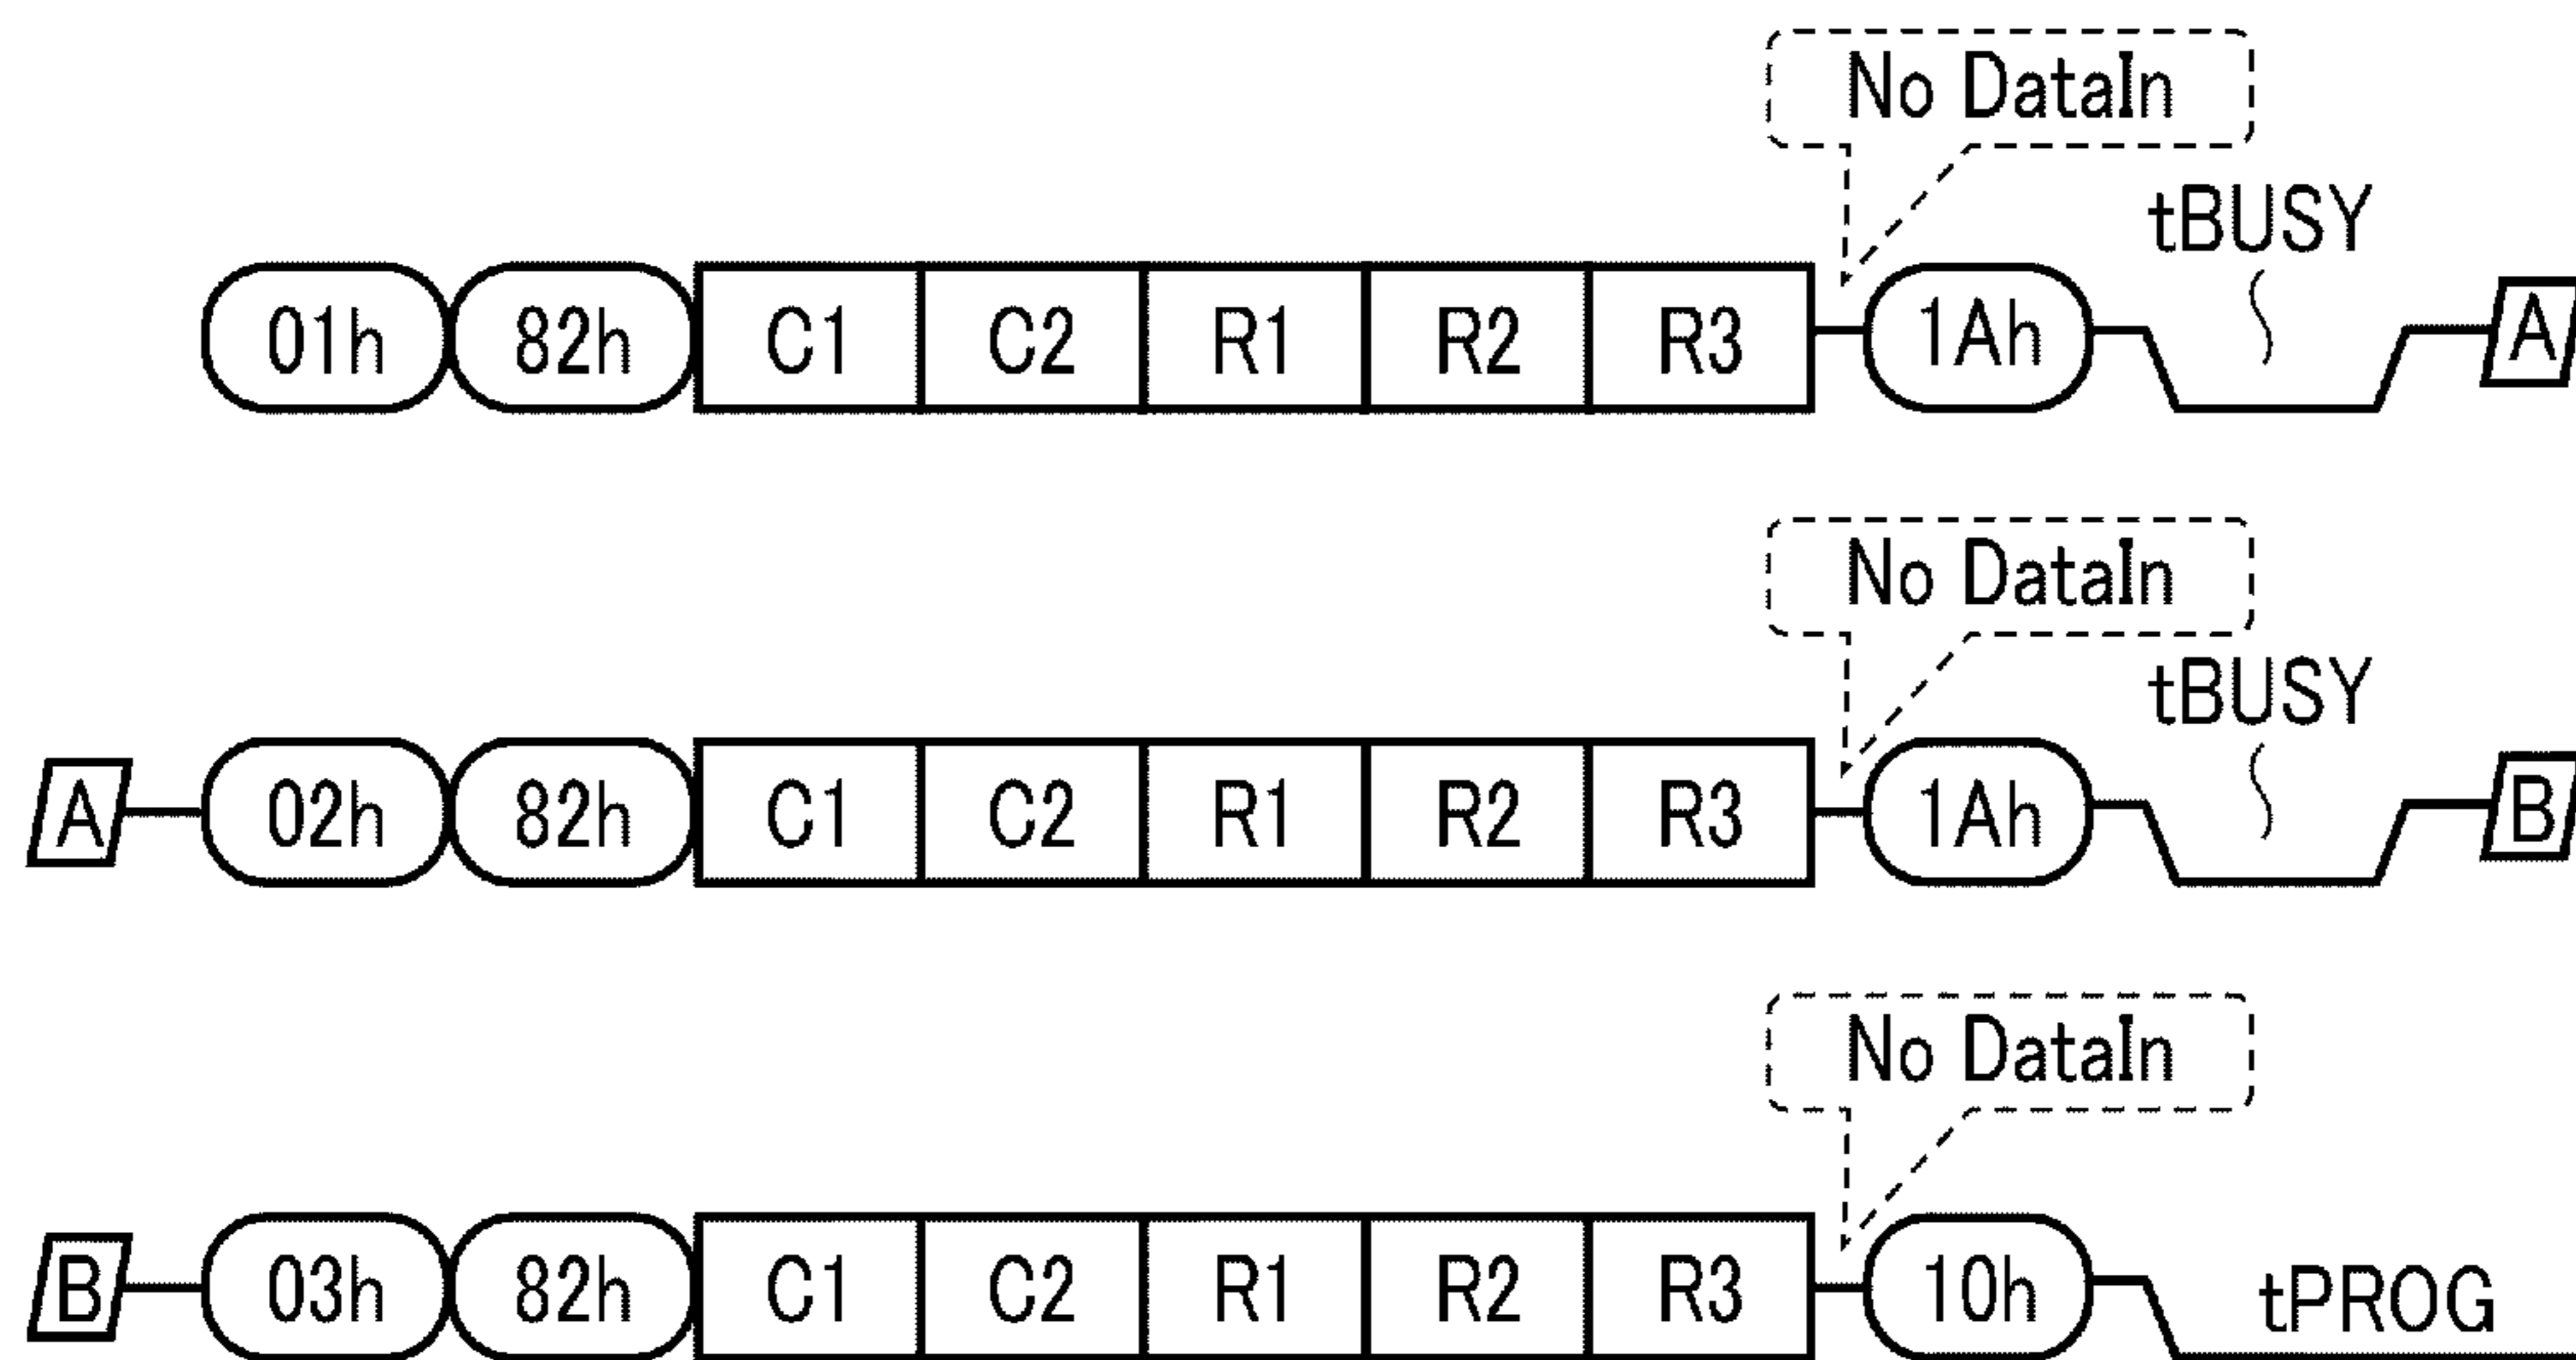 No DataIn
tBUSY
01h 82h C1 C2 R1 R2 R3 1Ah A
No DataIn
tBUSY
A 02h 82h C1 C2 R1 R2 R3 1Ah B
No DataIn
B 03h 82h C1 C2 R1 R2 R3 10h tPROG